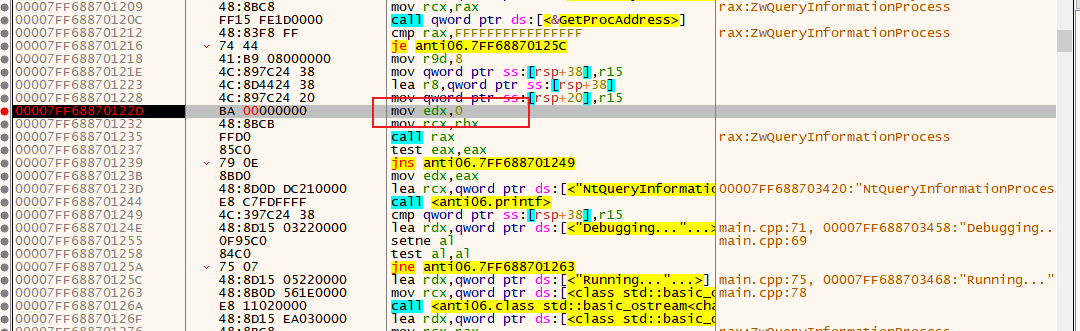 00007FF688701209 48:8BC8 mov rcx,rax rax:ZwQueryInformationProcess
00007FF68870120C FF15 FE1D0000 call qword ptr ds:[<&GetProcAddress>]
00007FF688701212 48:83F8 FF cmp rax,FFFFFFFFFFFFFFFF rax:ZwQueryInformationProcess
00007FF688701216 74 44 je anti06.7FF68870125C
00007FF688701218 41:B9 08000000 mov r9d,8
00007FF68870121E 4C:897C24 38 mov qword ptr ss:[rsp+38],r15
00007FF688701223 4C:8D4424 38 lea r8,qword ptr ss:[rsp+38]
00007FF688701228 4C:897C24 20 mov qword ptr ss:[rsp+20],r15
00007FF68870122D BA 00000000 mov edx,0
00007FF688701232 48:8BCB mov rcx,rbx
00007FF688701235 FFD0 call rax rax:ZwQueryInformationProcess
00007FF688701237 85C0 test eax,eax
00007FF688701239 79 0E jns anti06.7FF688701249
00007FF68870123B 8BD0 mov edx,eax
00007FF68870123D 48:8D0D DC210000 lea rcx,qword ptr ds:[<"NtQueryInformatio 00007FF688703420:"NtQueryInformationProces
00007FF688701244 E8 C7FDFFFF call <anti06.printf>
00007FF688701249 4C:397C24 38 cmp qword ptr ss:[rsp+38],r15
00007FF68870124E 48:8D15 03220000 lea rdx,qword ptr ds:[<"Debugging..."...> main.cpp:71, 00007FF688703458:"Debugging..
00007FF688701255 0F95C0 setne al main.cpp:69
00007FF688701258 84C0 test al,al
00007FF68870125A 75 07 jne anti06.7FF688701263
00007FF68870125C 48:8D15 05220000 lea rdx,qword ptr ds:[<"Running..."...>] main.cpp:75, 00007FF688703468:"Running..."
00007FF688701263 48:8B0D 561E0000 mov rcx,qword ptr ds:[<class std::basic_o main.cpp:78
00007FF68870126A E8 11020000 call <anti06.class std::basic_ostream<cha
00007FF68870126F 48:8D15 EA030000 lea rdx,qword ptr ds:[<class std::basic_o